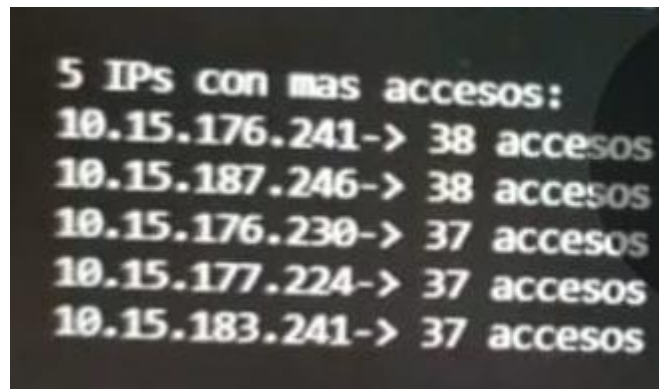 5 IPs con mas accesos:
10.15.176.241-> 38 accesos
10.15.187.246-> 38 accesos
10.15.176.230-> 37 accesos
10.15.177.224-> 37 accesos
10.15.183.241-> 37 accesos